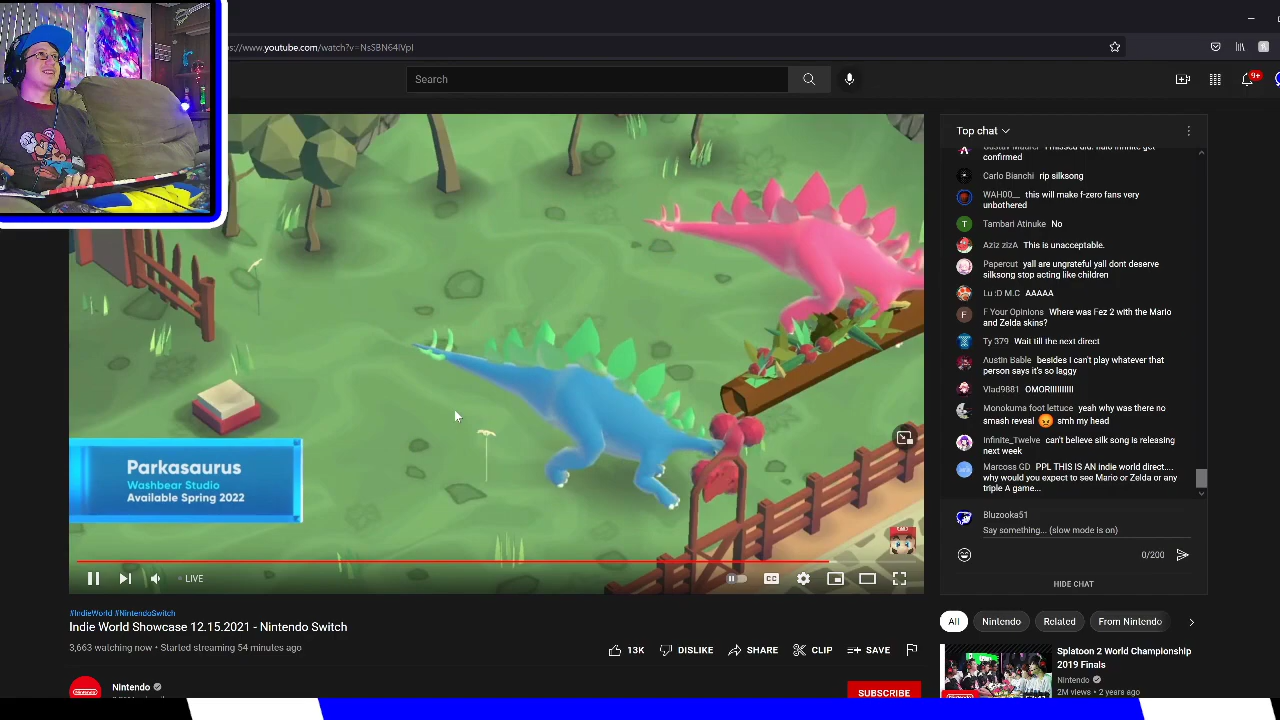 s://www.youtube.com/watch?v=NsSBN64lVpI
Search
9+
Top chat
confirmed
Carlo Bianchi rip silksong
WAH00__ this will make f-zero fans very
unbothered
Tambari Atinuke No
Aziz zizA This is unacceptable.
Papercut yall are ungrateful yall dont deserve
silksong stop acting like children
Lu :D M.C AAAAA
F Your Opinions Where was Fez 2 with the Mario
and Zelda skins?
Ty 379 Wait till the next direct
Austin Bable besides I can't play whatever that
person says it's so laggy
Vlad9881 OMORIIIIIIIIII
Monokuma foot lettuce yeah why was there no
smash reveal 😡 smh my head
Infinite_Twelve can't believe silk song is releasing
next week
Marcoss GD PPL THIS IS AN indie world direct....
why would you expect to see Mario or Zelda or any
triple A game...
Bluzooka51
Say something... (slow mode is on)
0/200
HIDE CHAT
Parkasaurus
Washbear Studio
Available Spring 2022
LIVE
CC
#IndieWorld #NintendoSwitch
Indie World Showcase 12.15.2021 - Nintendo Switch
3,663 watching now • Started streaming 54 minutes ago
13K DISLIKE SHARE CLIP SAVE
Nintendo
SUBSCRIBE
All Nintendo Related From Nintendo
Splatoon 2 World Championship
2019 Finals
Nintendo
2M views • 2 years ago